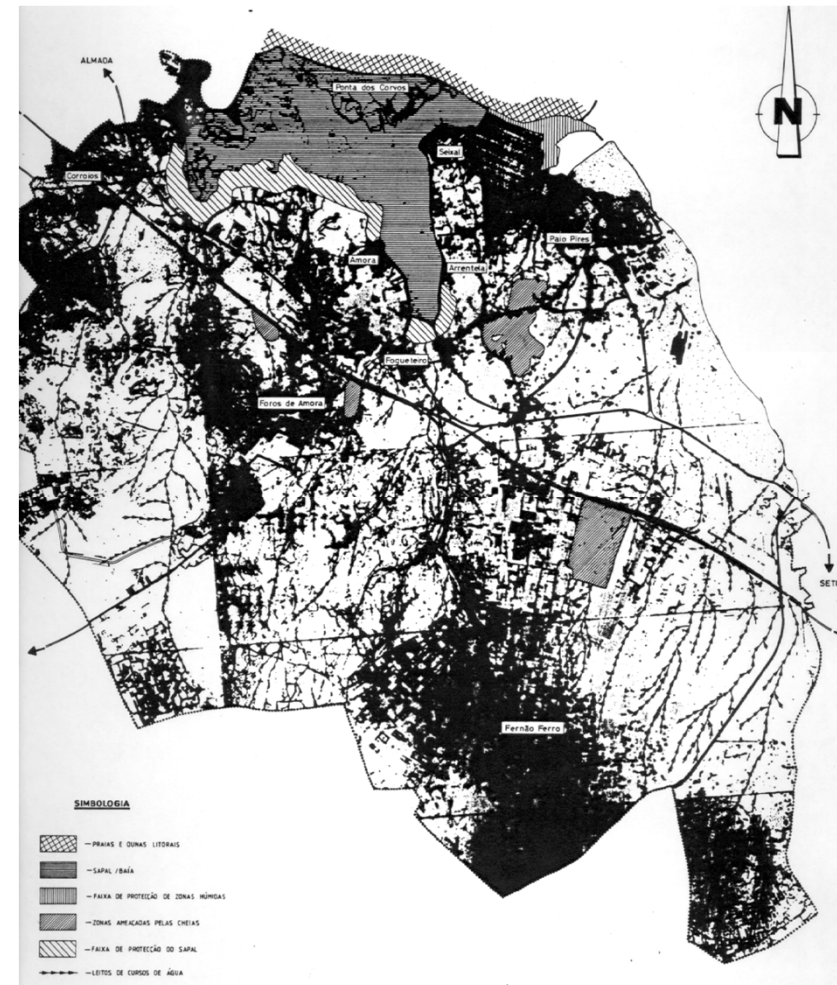 ALMADA
Ponta dos Corvos
N
Seixal
Corroios
Paio Pires
Amora
Arrentela
Fogueteiro
Foros de Amora
SETU
Fernão Ferro
SIMBOLOGIA
—PRAIAS E DUNAS LITORAIS
—SAPAL /BAÍA
—FAIXA DE PROTECÇÃO DE ZONAS HÚMIDAS
—ZONAS AMEAÇADAS PELAS CHEIAS
—FAIXA DE PROTECÇÃO DO SAPAL
—LEITOS DE CURSOS DE ÁGUA